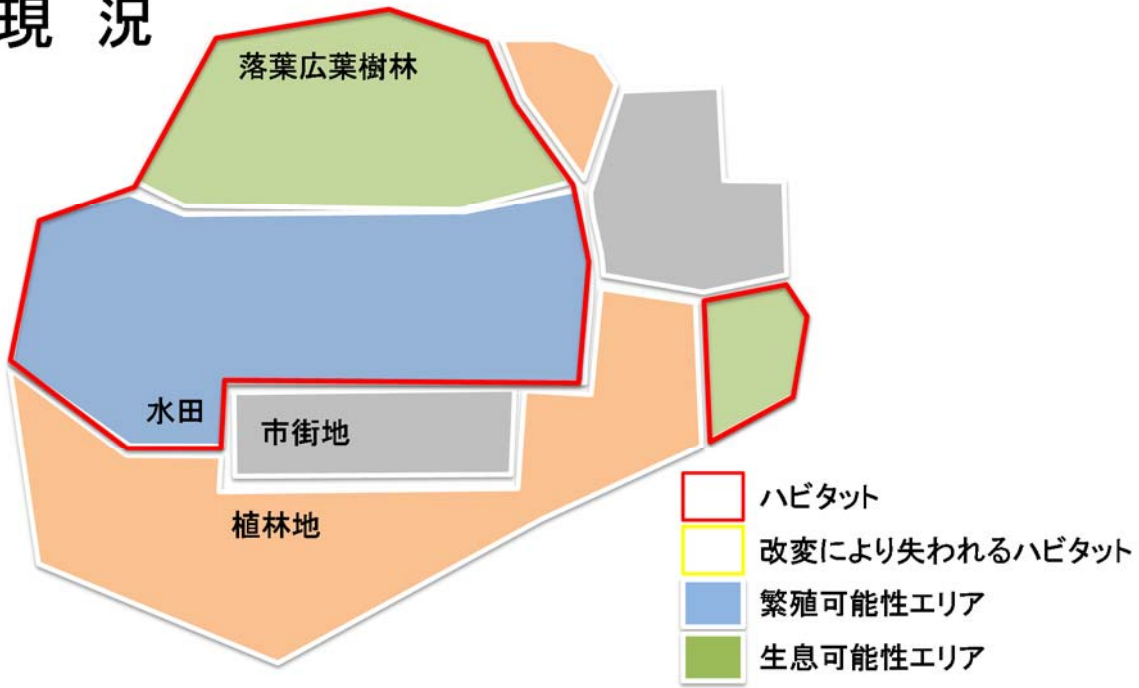 現 況
落葉広葉樹林
水田
市街地
植林地
ハビタット
改変により失われるハビタット
繁殖可能性エリア
生息可能性エリア